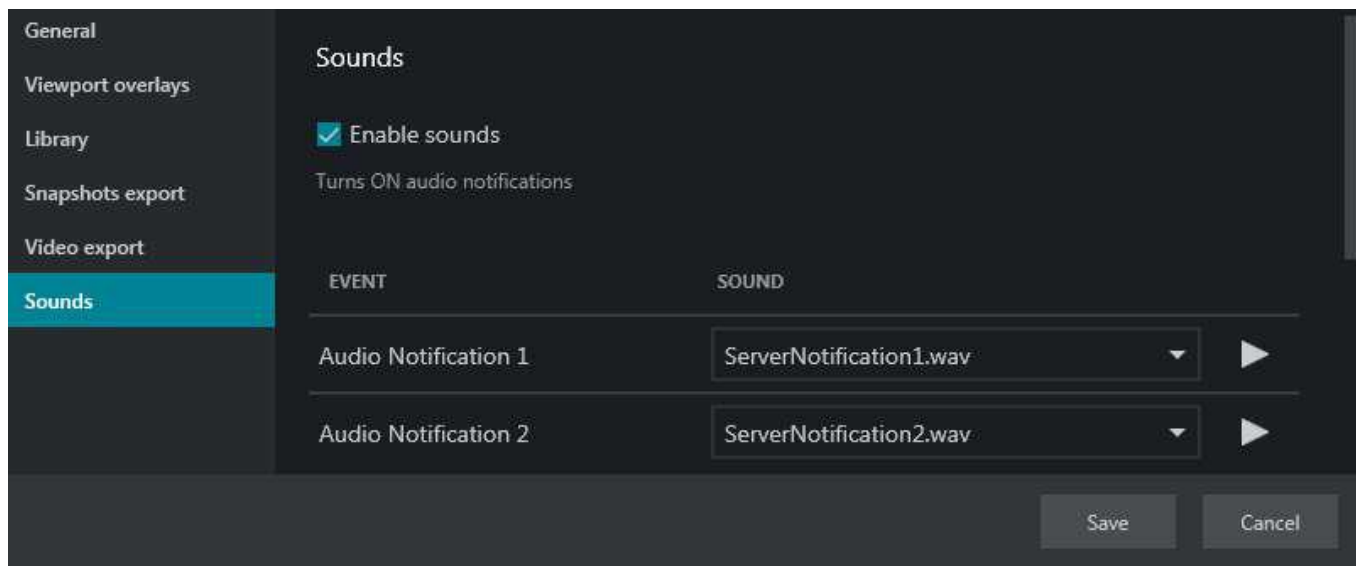 General
Viewport overlays
Library
Snapshots export
Video export
Sounds
Sounds
Enable sounds
Turns ON audio notifications
EVENT SOUND
Audio Notification 1 ServerNotification1.wav
Audio Notification 2 ServerNotification2.wav
Save Cancel